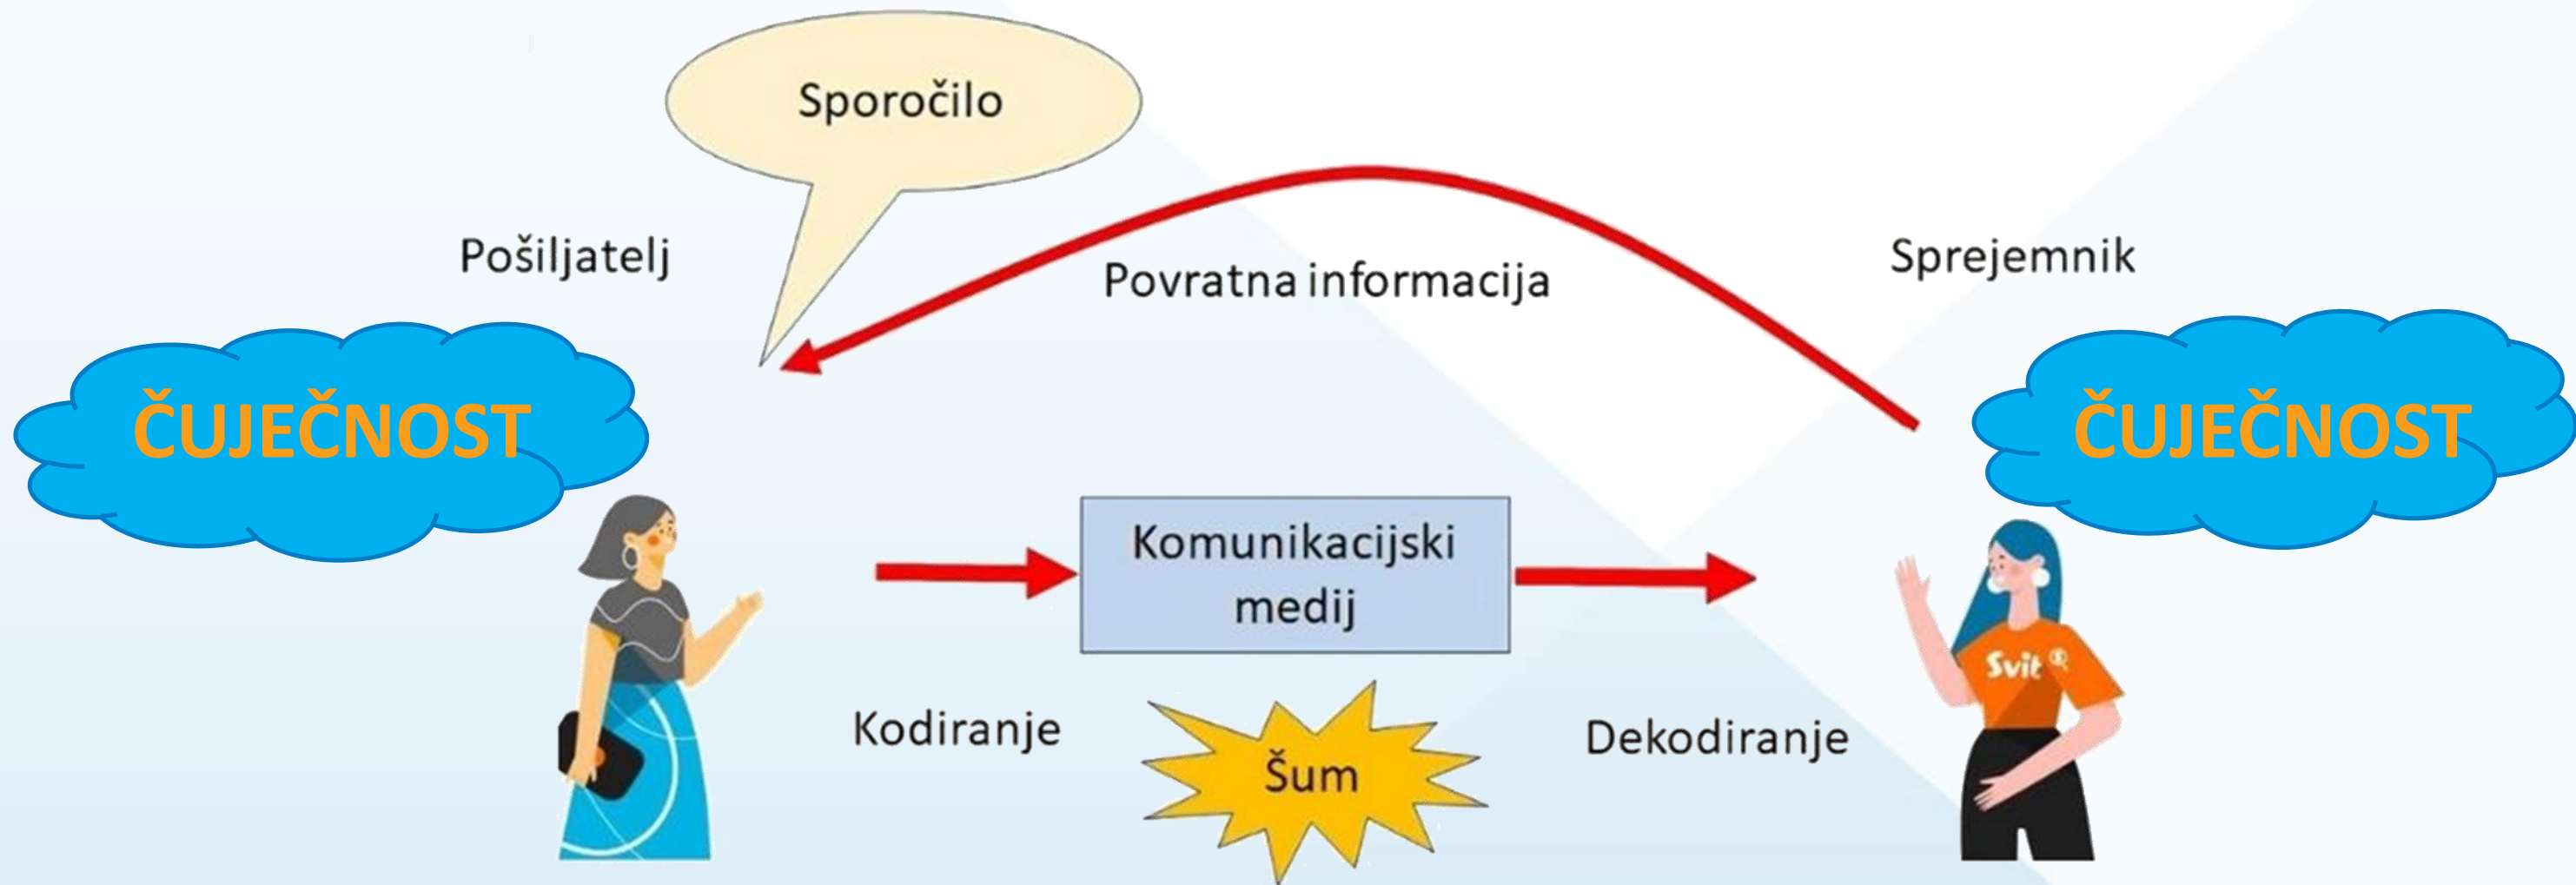 Sporočilo
Pošiljatelj
Povratna informacija
Sprejemnik
ČUJEČNOST
ČUJEČNOST
Komunikacijski
medij
Svit
Kodiranje
Šum
Dekodiranje